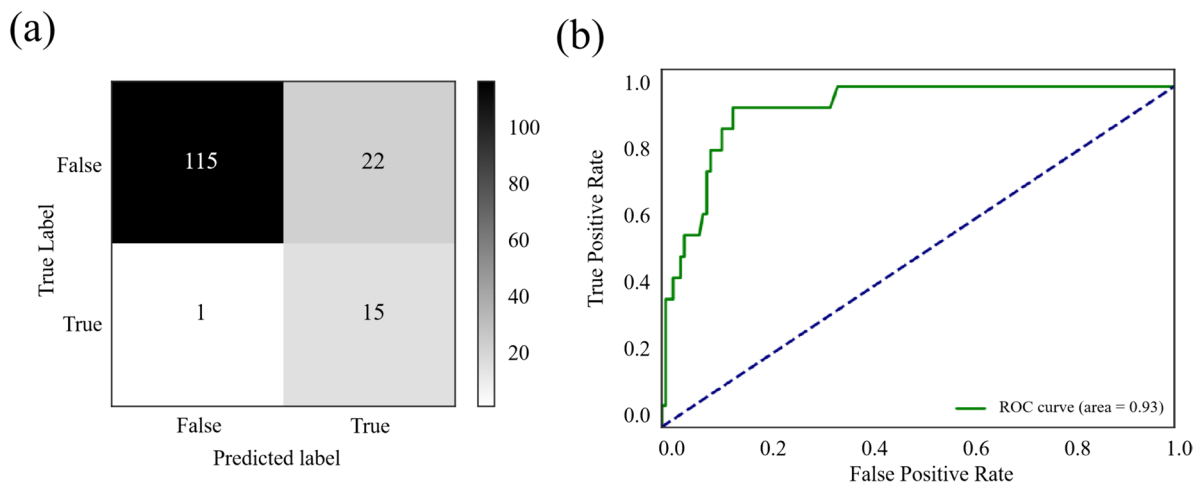 (a)
115
22
1
15
False
True
True Label
False
True
Predicted label
100
80
60
40
20
(b)
1.0
0.8
0.6
0.4
0.2
0.0
True Positive Rate
ROC curve (area = 0.93)
0.0
0.2
0.4
0.6
0.8
1.0
False Positive Rate